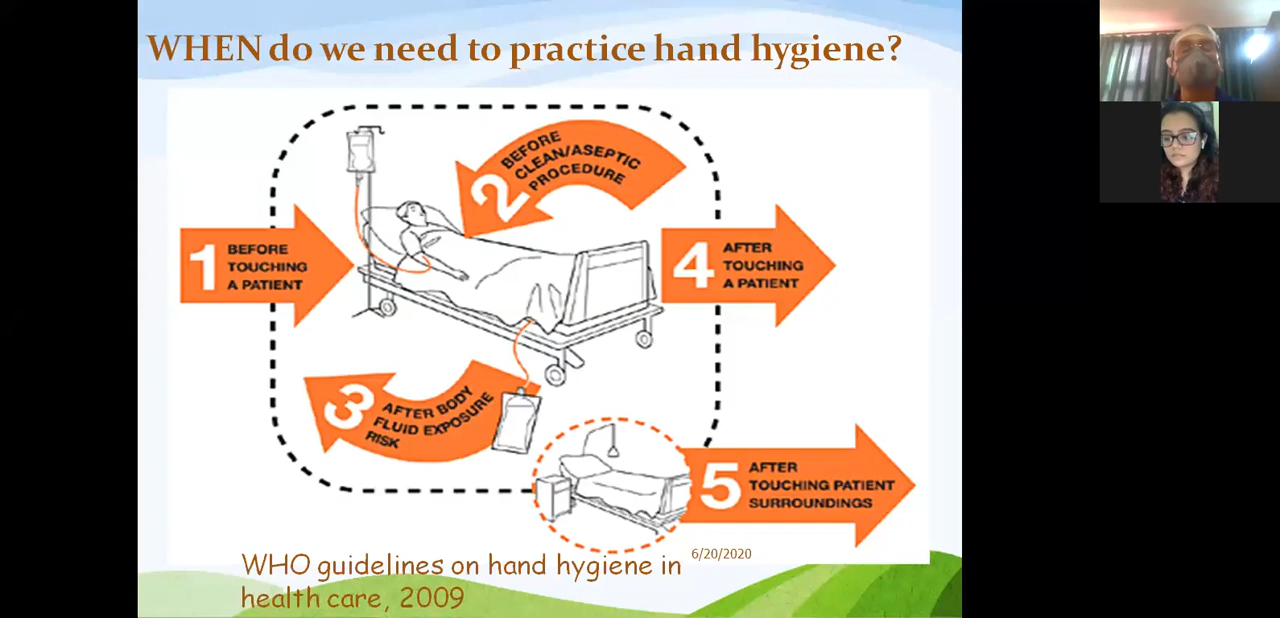 WHEN do we need to practice hand hygiene?
1
BEFORE
TOUCHING
A PATIENT
2
BEFORE
CLEAN/ASEPTIC
PROCEDURE
3
AFTER BODY
FLUID EXPOSURE
RISK
4
AFTER
TOUCHING
A PATIENT
5
AFTER
TOUCHING PATIENT
SURROUNDINGS
WHO guidelines on hand hygiene in
health care, 2009
6/20/2020